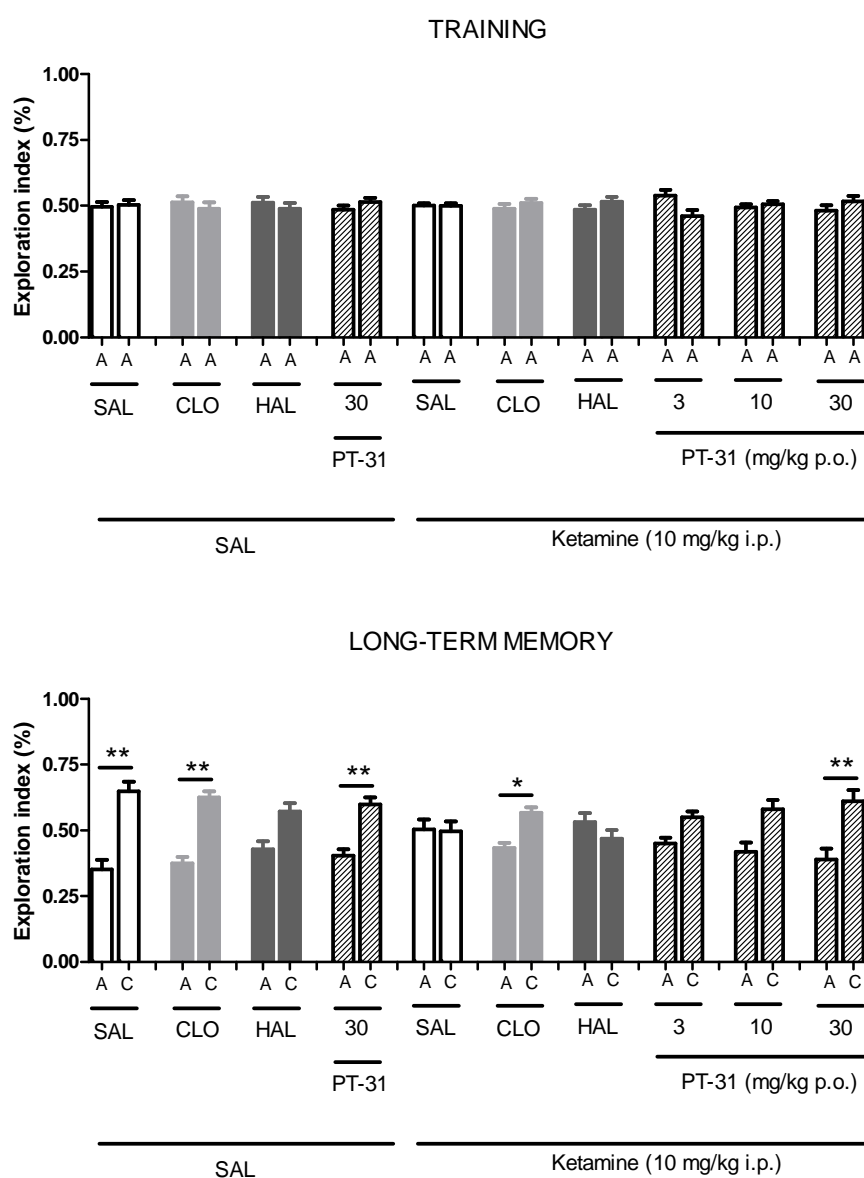 TRAINING
Exploration index (%)
1.00
0.75
0.50
0.25
0.00
A A A A A A A A A A A A A A A A A A A A
SAL CLO HAL 30 SAL CLO HAL 3 10 30
PT-31 PT-31 (mg/kg p.o.)
SAL Ketamine (10 mg/kg i.p.)
LONG-TERM MEMORY
Exploration index (%)
1.00
0.75
0.50
0.25
0.00
** ** ** * **
A C A C A C A C A C A C A C A C A C A C
SAL CLO HAL 30 SAL CLO HAL 3 10 30
PT-31 PT-31 (mg/kg p.o.)
SAL Ketamine (10 mg/kg i.p.)